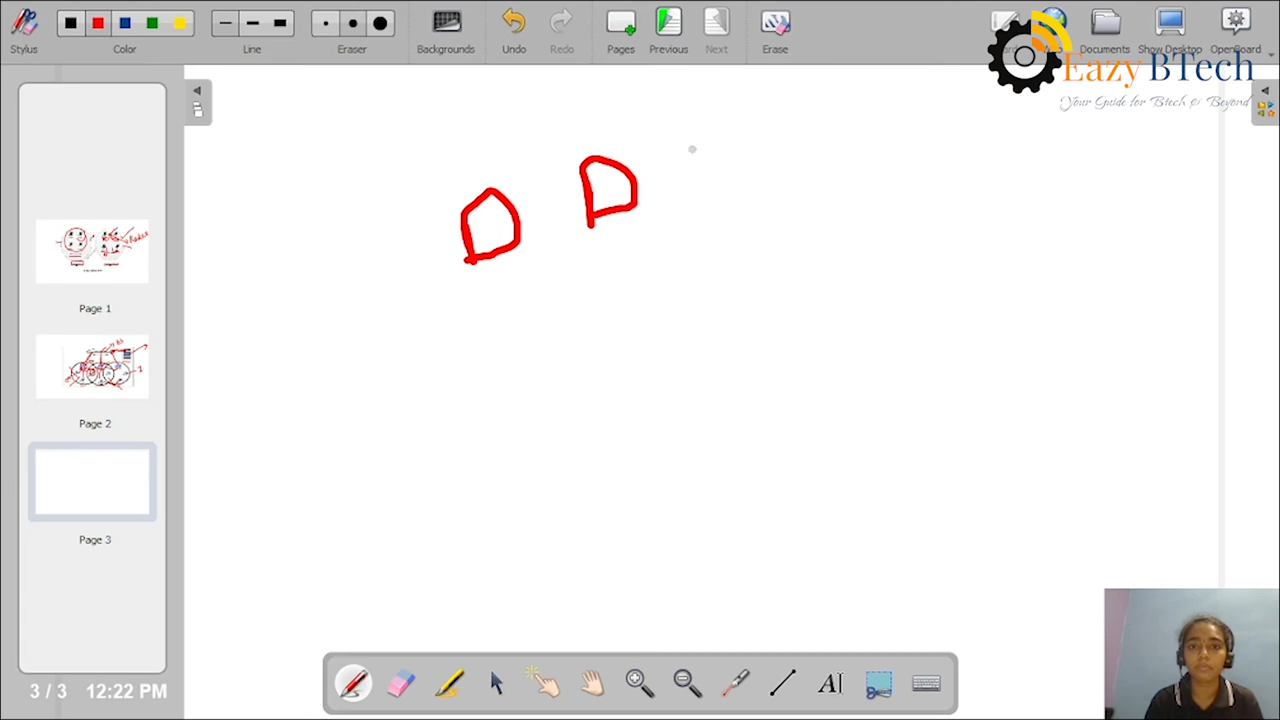 Stylus
Color
Line
Eraser
Backgrounds
Undo
Redo
Pages
Previous
Next
Erase
Documents
Show Desktop
OpenBoard
Eazy BTech
Your Guide for Btech & Beyond
D D
Page 1
Page 2
Page 3
3 / 3 12:22 PM